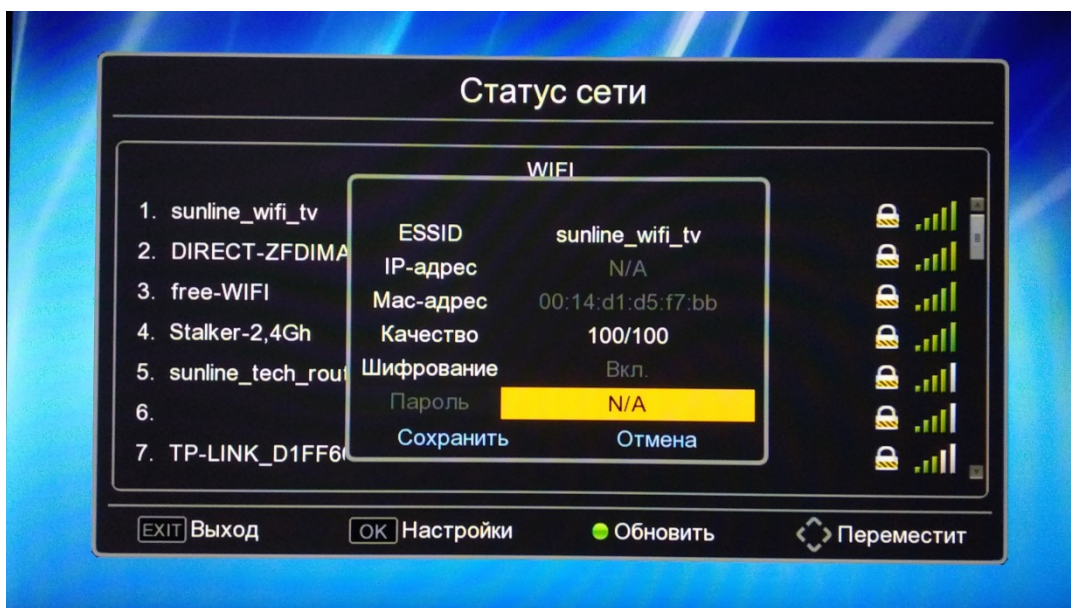 Статус сети
WIFI
1. sunline_wifi_tv
2. DIRECT-ZFDIMA
3. free-WIFI
4. Stalker-2,4Gh
5. sunline_tech_rout
6.
7. TP-LINK_D1FF6
ESSID sunline_wifi_tv
IP-адрес N/A
Мас-адрес 00:14:d1:d5:f7:bb
Качество 100/100
Шифрование Вкл.
Пароль N/A
Сохранить Отмена
EXIT Выход OK Настройки Обновить Переместит